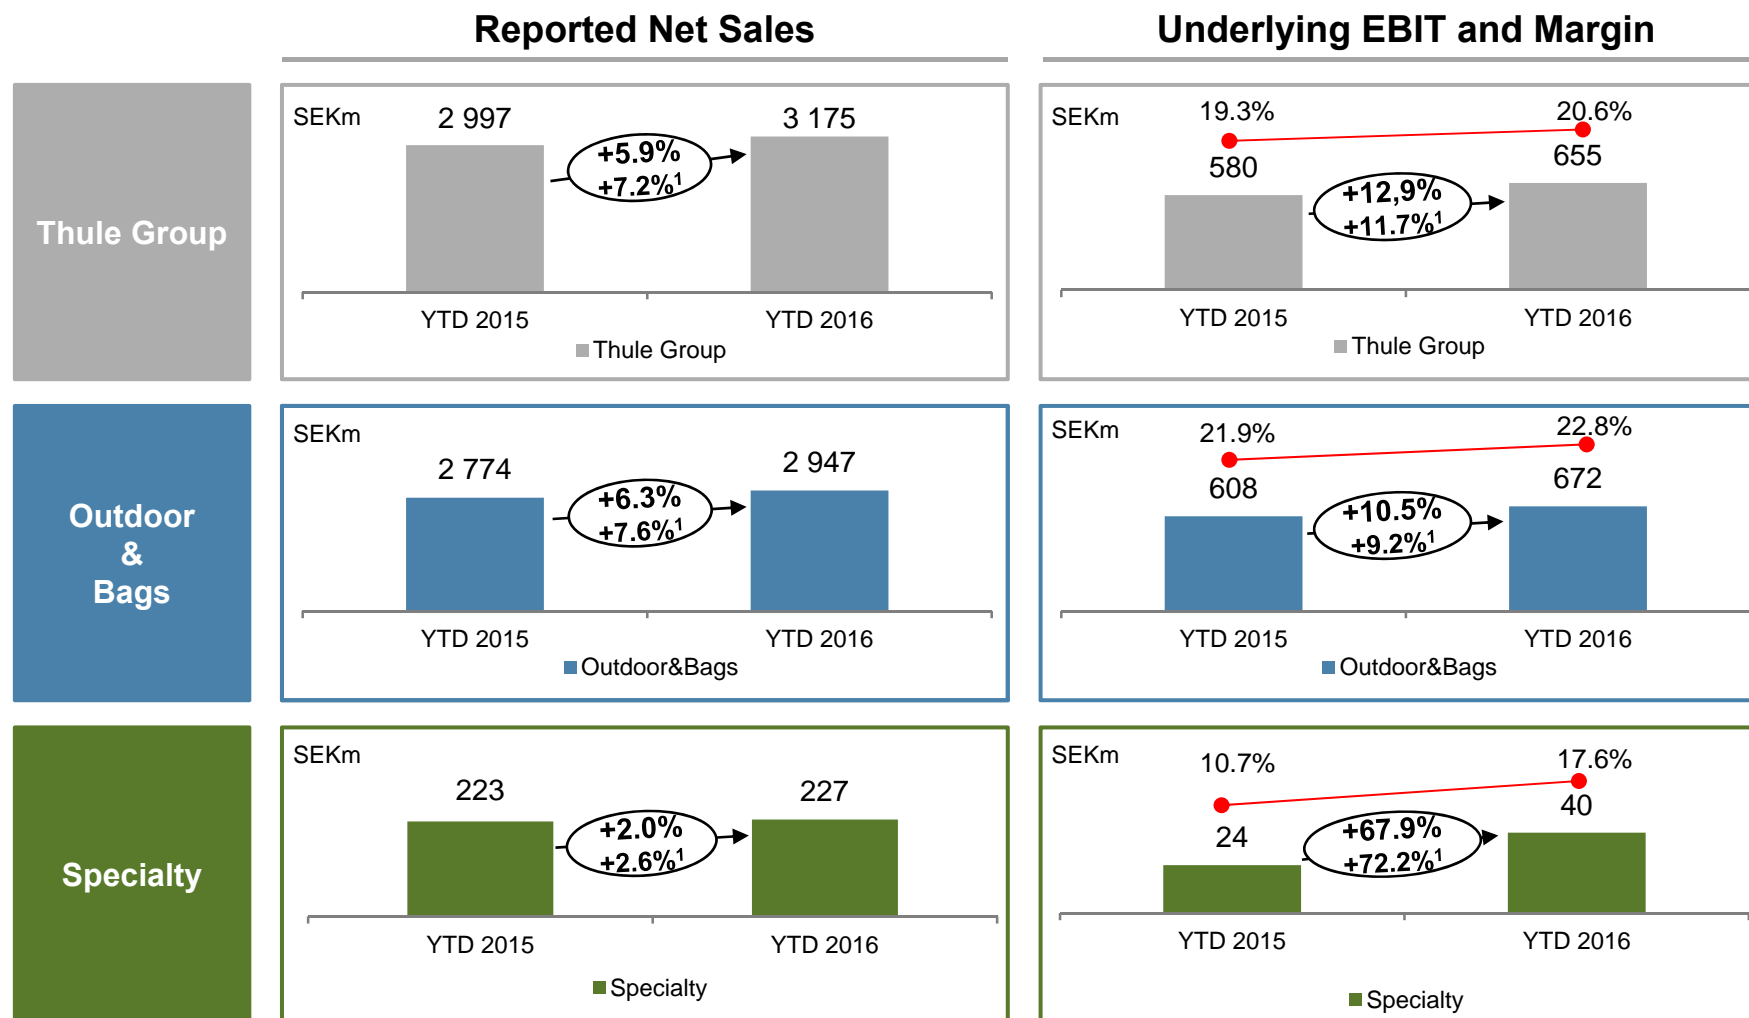 Reported Net Sales
Underlying EBIT and Margin
Thule Group
SEKm
2 997
3 175
+5.9%
+7.2%¹
YTD 2015
YTD 2016
Thule Group
SEKm
19.3%
20.6%
580
655
+12,9%
+11.7%¹
YTD 2015
YTD 2016
Thule Group
Outdoor
&
Bags
SEKm
2 774
2 947
+6.3%
+7.6%¹
YTD 2015
YTD 2016
Outdoor&Bags
SEKm
21.9%
22.8%
608
672
+10.5%
+9.2%¹
YTD 2015
YTD 2016
Outdoor&Bags
Specialty
SEKm
223
227
+2.0%
+2.6%¹
YTD 2015
YTD 2016
Specialty
SEKm
10.7%
17.6%
24
40
+67.9%
+72.2%¹
YTD 2015
YTD 2016
Specialty